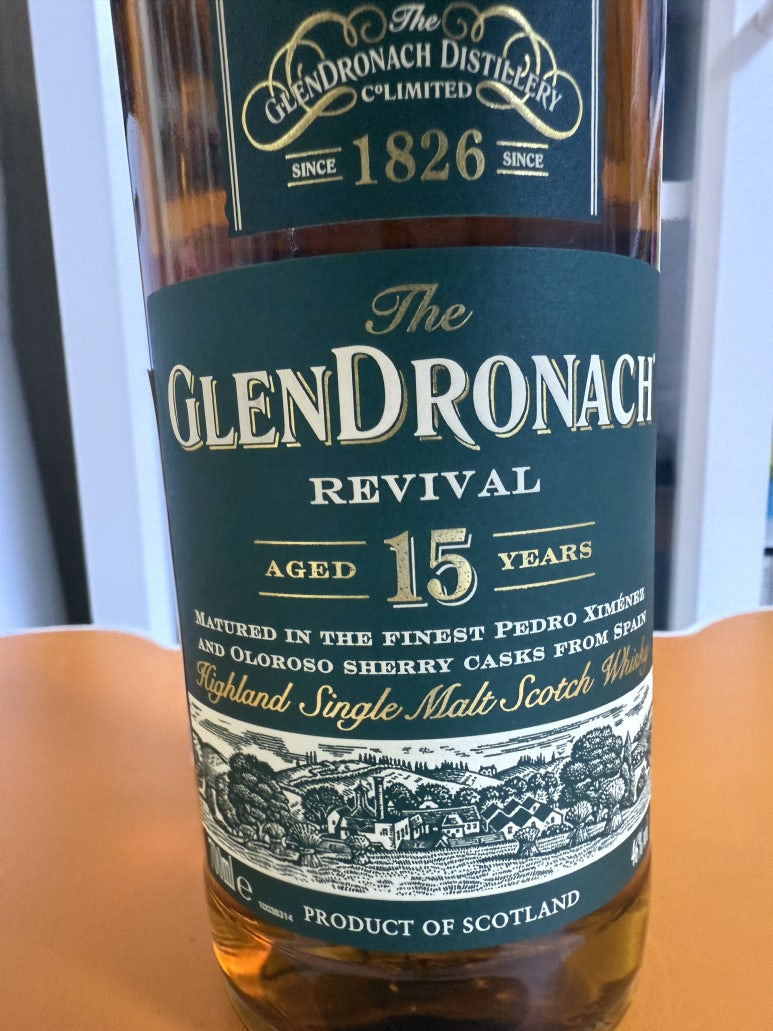 The
GLENDRONACH DISTILLERY
Cº LIMITED
SINCE 1826 SINCE
The
GLENDRONACH
REVIVAL
AGED 15 YEARS
MATURED IN THE FINEST PEDRO XIMÉNEZ
AND OLOROSO SHERRY CASKS FROM SPAIN
Highland Single Malt Scotch Whisky
e
10038314
PRODUCT OF SCOTLAND